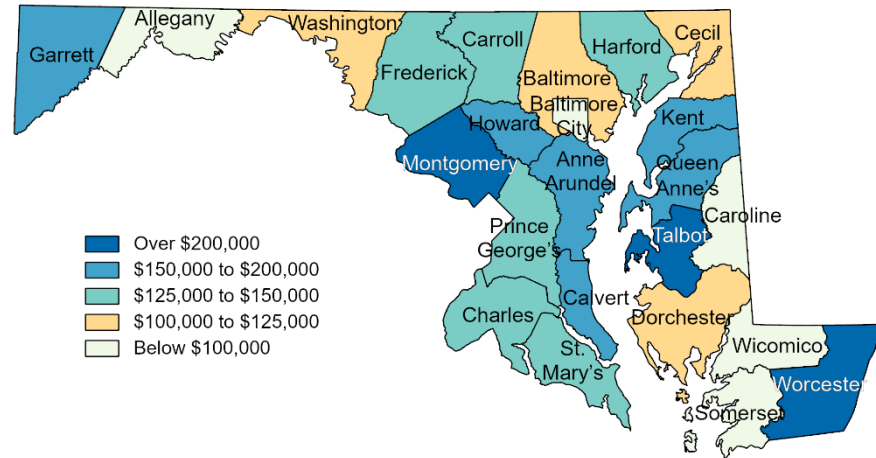 Allegany
Garrett
Washington
Frederick
Carroll
Harford
Cecil
Baltimore
Baltimore
City
Howard
Montgomery
Anne
Arundel
Kent
Queen
Anne's
Caroline
Talbot
Prince
George's
Calvert
Charles
St.
Mary's
Dorchester
Wicomico
Worcester
Somerset
Over $200,000
$150,000 to $200,000
$125,000 to $150,000
$100,000 to $125,000
Below $100,000